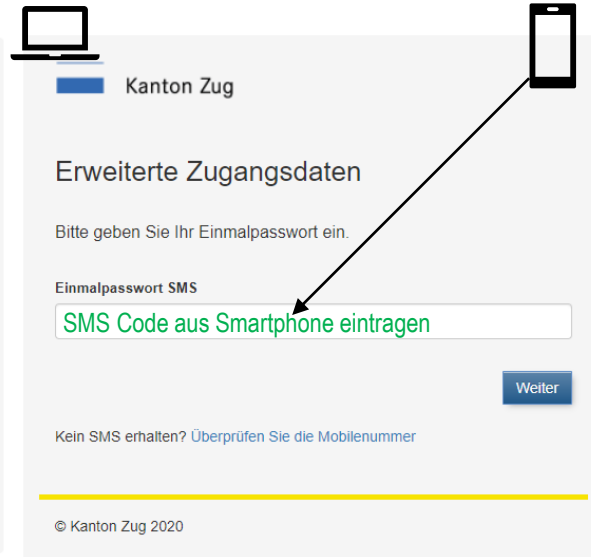 Kanton Zug
Erweiterte Zugangsdaten
Bitte geben Sie Ihr Einmalpasswort ein.
Einmalpasswort SMS
SMS Code aus Smartphone eintragen
Weiter
Kein SMS erhalten? Überprüfen Sie die Mobilenummer
© Kanton Zug 2020